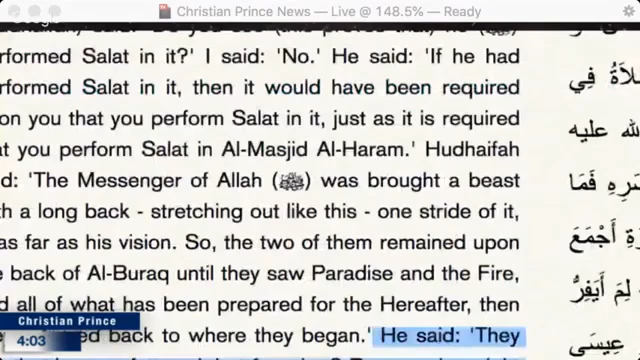 Christian Prince News — Live @ 148.5% — Ready
rformed Salat in it?' I said: 'No.' He said: 'If he had
rformed Salat in it, then it would have been required
on you that you perform Salat in it, just as it is required
at you perform Salat in Al-Masjid Al-Haram.' Hudhaifah
d: 'The Messenger of Allah (ﷺ) was brought a beast
h a long back - stretching out like this - one stride of it,
as far as his vision. So, the two of them remained upon
e back of Al-Buraq until they saw Paradise and the Fire,
d all of what has been prepared for the Hereafter, then
ed back to where they began.' He said: 'They
لاَةُ فِي
لله عليه
صَرِهِ فَمَا
رَةِ أَجْمَعَ
لِمَ أَيَفِرُّ
عِيسَى
Christian Prince
4:03